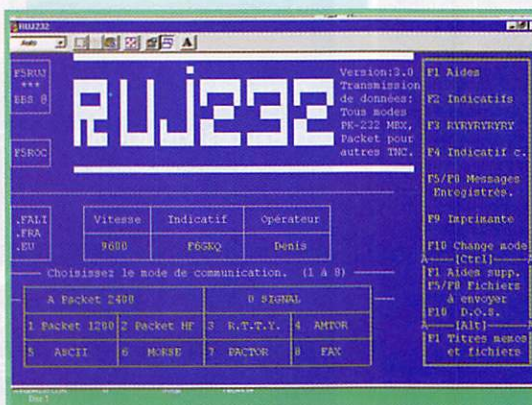 RUJ232
Auto
A
F5RUJ
***
BBS @
F5ROC
.FALI
.FRA
.EU
RUJ232
Version:2.0
Transmission
de données:
Tous modes
PK-232 MBX,
Packet pour
autres TNC.
Vitesse Indicatif Opérateur
9600 F6GKQ Denis
Choisissez le mode de communication. (1 à 8)
A Packet 2400 0 SIGNAL
1 Packet 1200 2 Packet HF 3 R.T.T.Y. 4 AMTOR
5 ASCII 6 MORSE 7 PACTOR 8 FAX
F1 Aides
F2 Indicatifs
F3 RYRYRYRYRY
F4 Indicatif c.
F5/F8 Messages
Enregistrés.
F9 Imprimante
F10 Change mode
[Ctrl]
F1 Aides supp.
F5/F8 Fichiers
à envoyer
F10 D.O.S.
[Alt]
F1 Titres memos
et fichiers